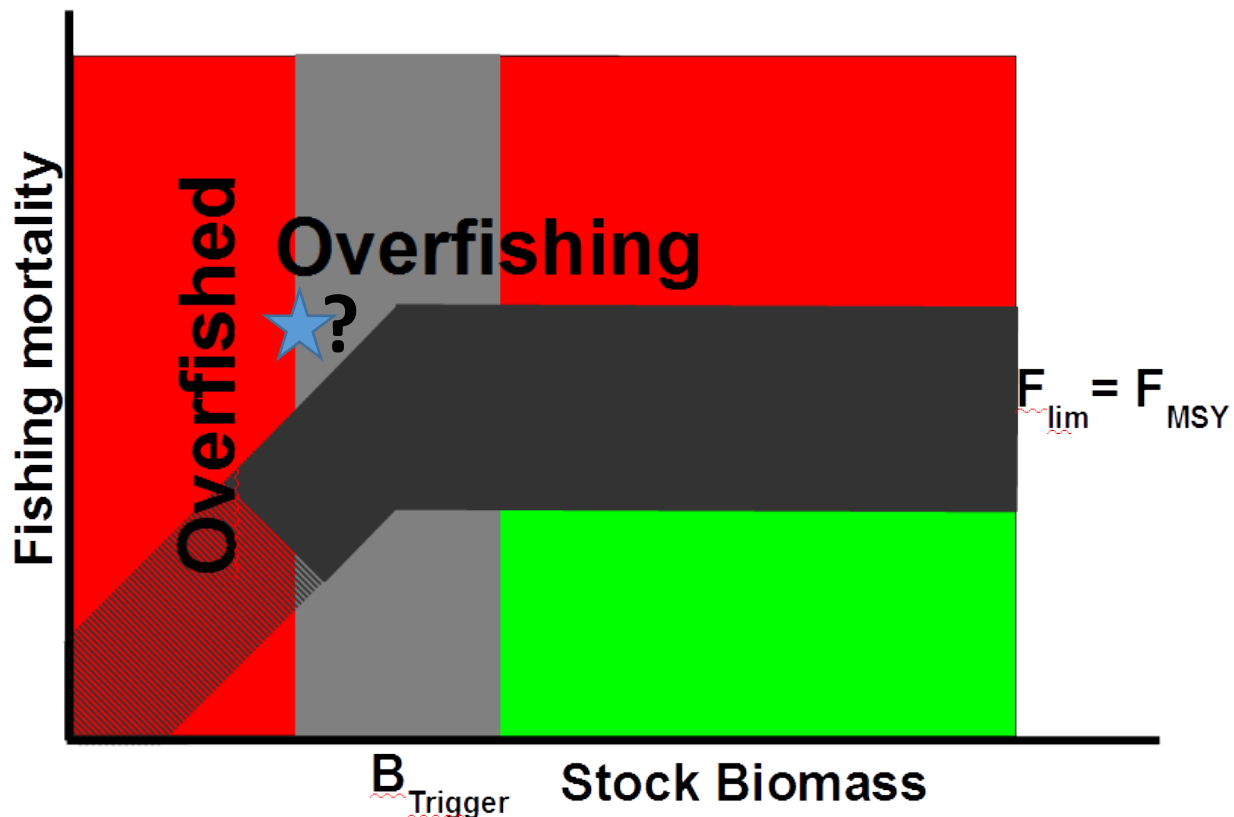 Fishing mortality
Overfished
Overfishing
?
Flim = FMSY
BTrigger
Stock Biomass